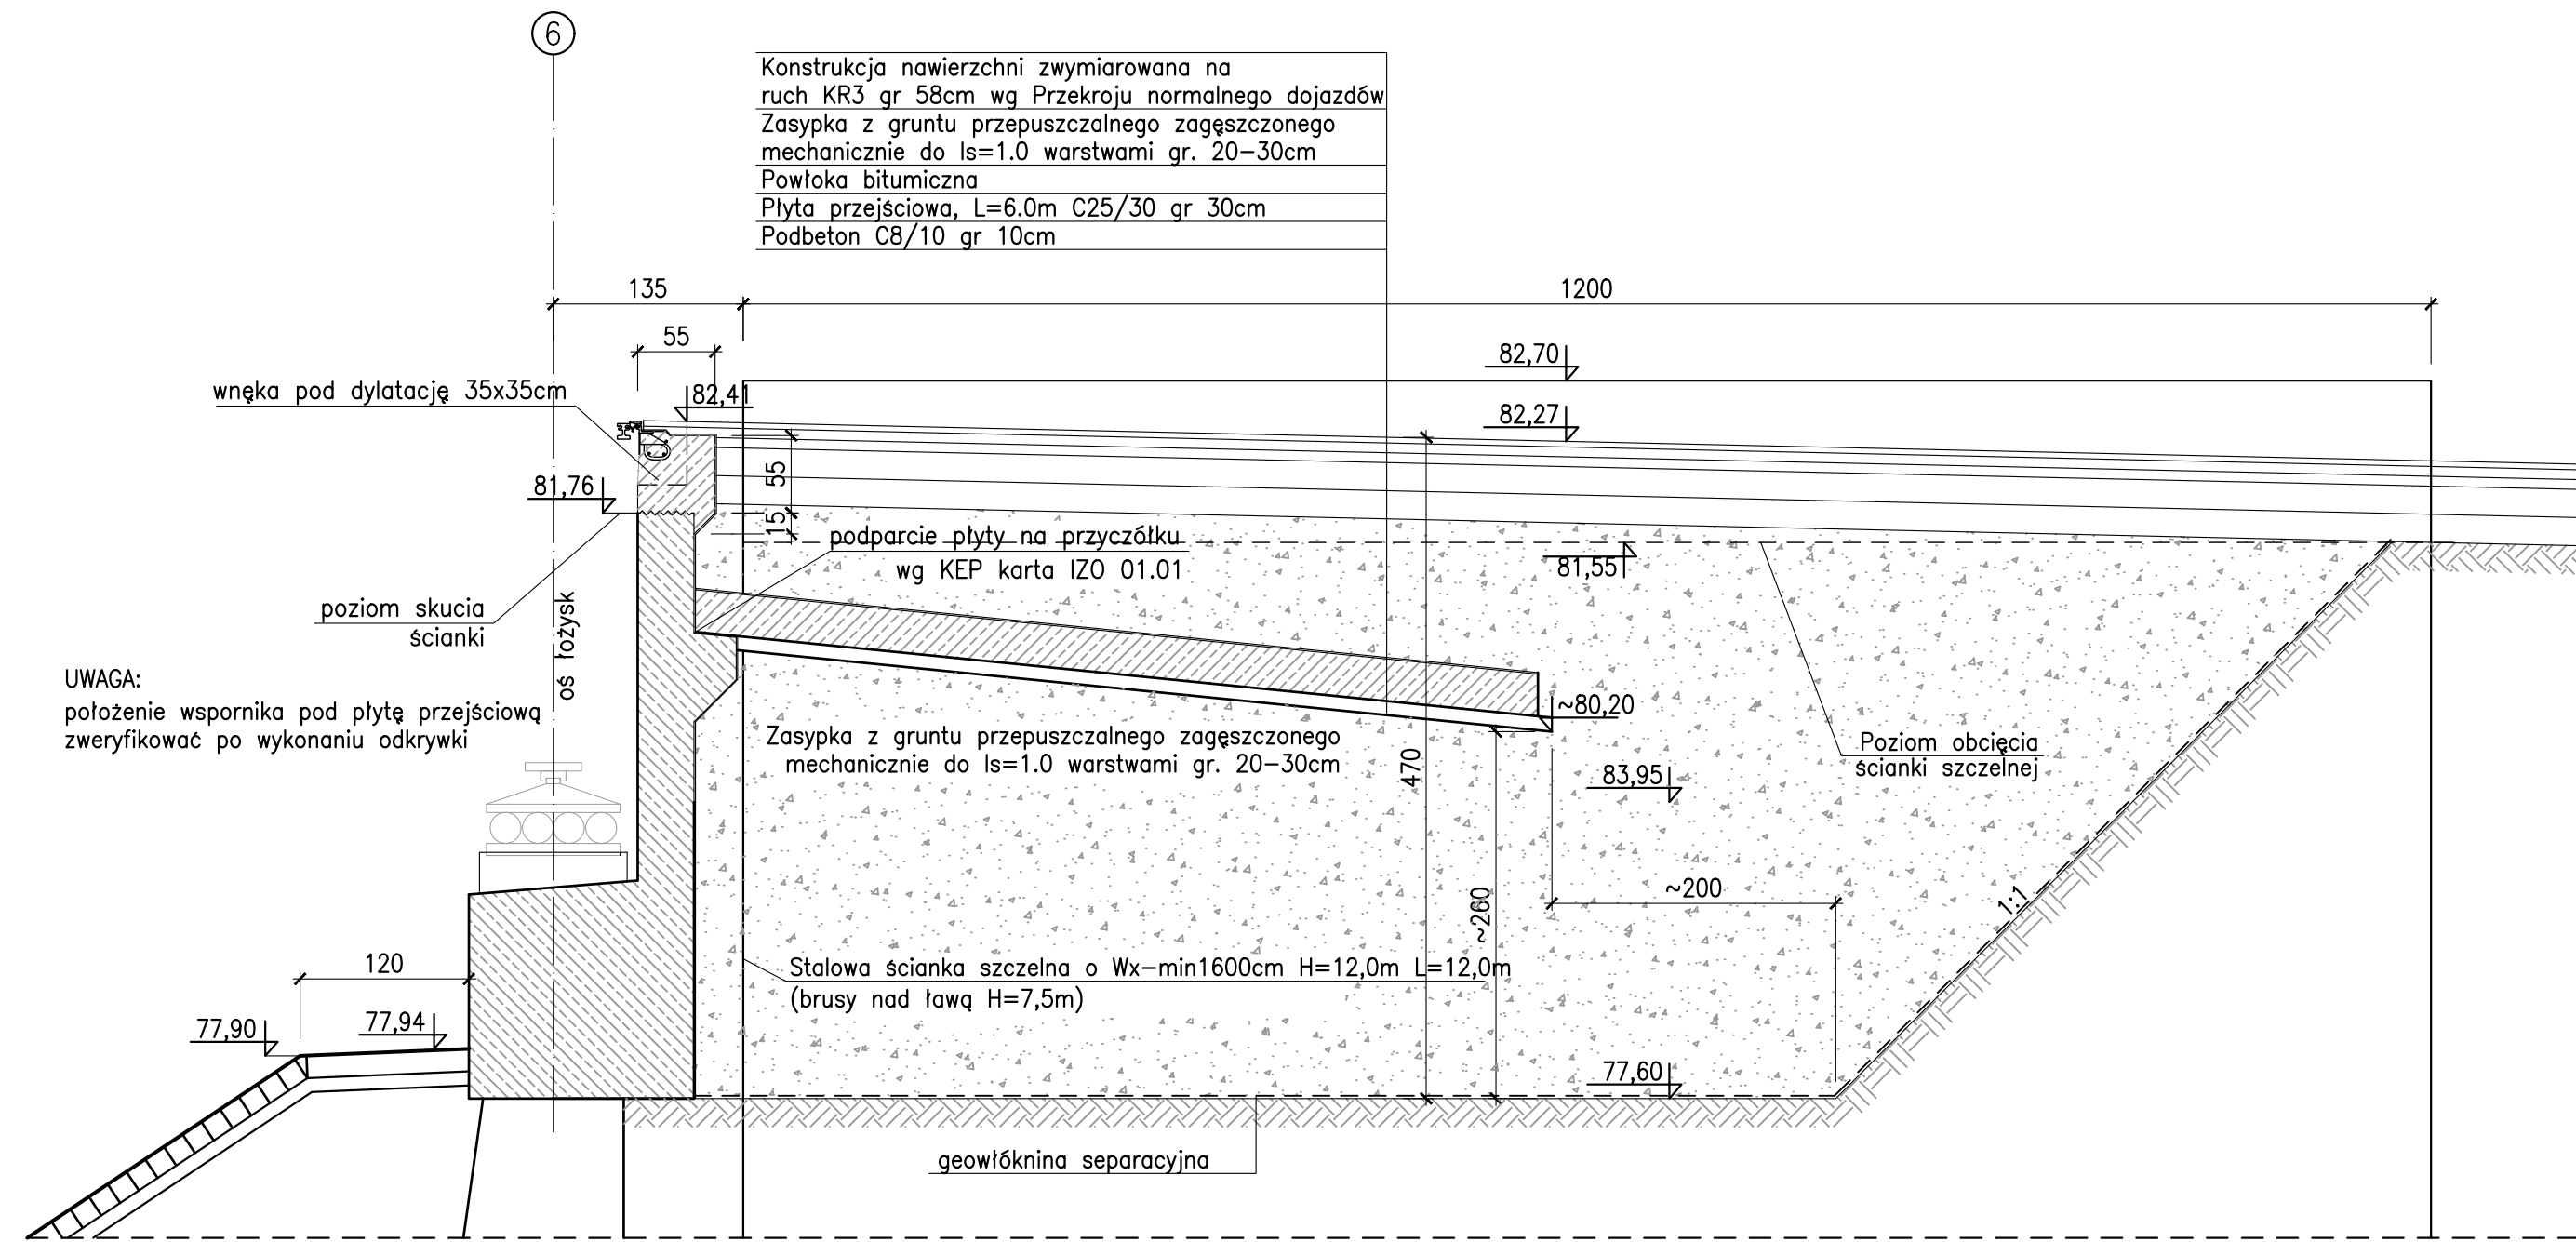 6
Konstrukcja nawierzchni zwymiarowana na
ruch KR3 gr 58cm wg Przekroju normalnego dojazdów
Zasypka z gruntu przepuszczalnego zagęszczonego
mechanicznie do Is=1.0 warstwami gr. 20-30cm
Powłoka bitumiczna
Płyta przejściowa, L=6.0m C25/30 gr 30cm
Podbeton C8/10 gr 10cm
135
1200
55
82,70
wnęka pod dylatację 35x35cm
82,41
82,27
55
81,76
15
podparcie płyty na przyczółku
wg KEP karta IZO 01.01
81,55
poziom skucia
ścianki
oś łożysk
UWAGA:
położenie wspornika pod płytę przejściową
zweryfikować po wykonaniu odkrywki
~80,20
Zasypka z gruntu przepuszczalnego zagęszczonego
mechanicznie do Is=1.0 warstwami gr. 20-30cm
470
Poziom obcięcia
ścianki szczelnej
83,95
~200
~260
1:1
120
Stalowa ścianka szczelna o Wx-min1600cm H=12,0m L=12,0m
(brusy nad ławą H=7,5m)
77,90
77,94
77,60
geowłóknina separacyjna